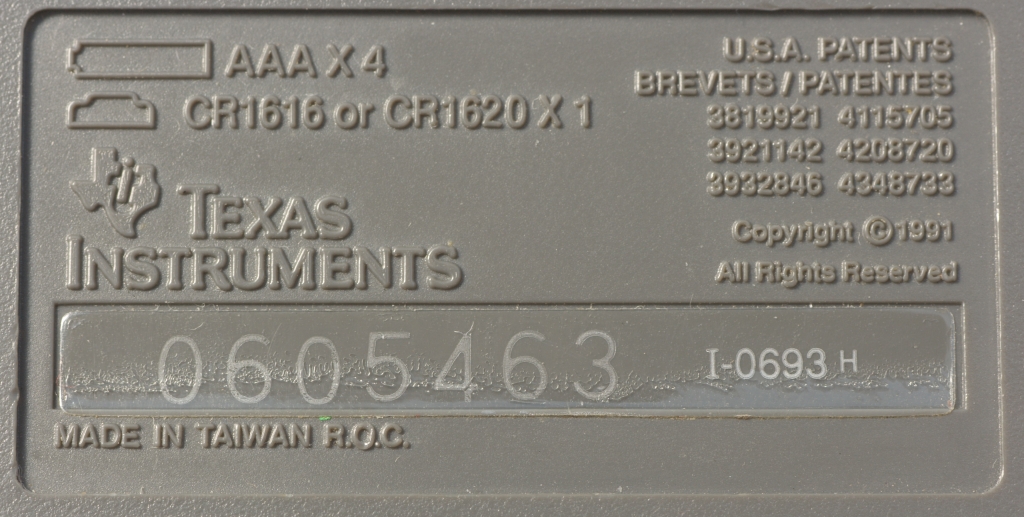 AAA X 4
CR1616 or CR1620 X 1
TEXAS
INSTRUMENTS
U.S.A. PATENTS
BREVETS / PATENTES
3819921 4115705
3921142 4208720
3932846 4348733
Copyright © 1991
All Rights Reserved
0605463 I-0693 H
MADE IN TAIWAN R.O.C.